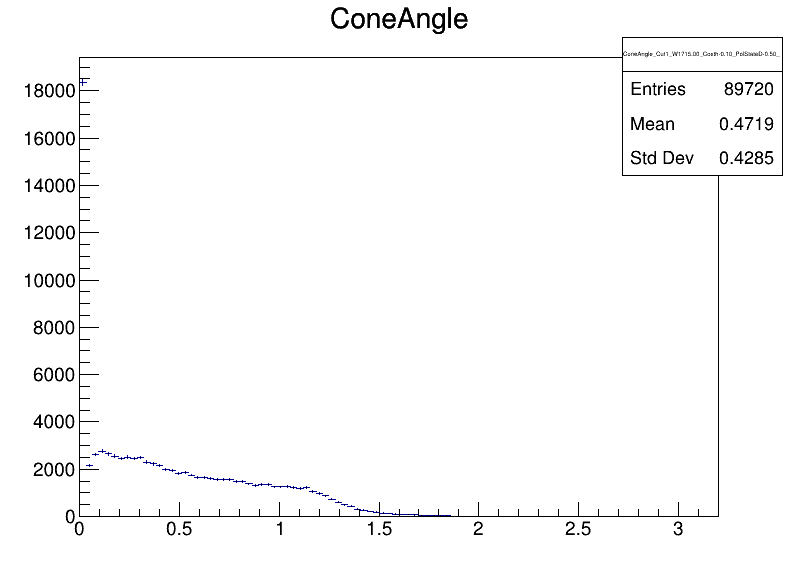 ConeAngle
ConeAngle_Cut1_W1715.00_Costh-0.10_PolStateD-0.50_
Entries 89720
Mean 0.4719
Std Dev 0.4285
18000
16000
14000
12000
10000
8000
6000
4000
2000
0
0 0.5 1 1.5 2 2.5 3